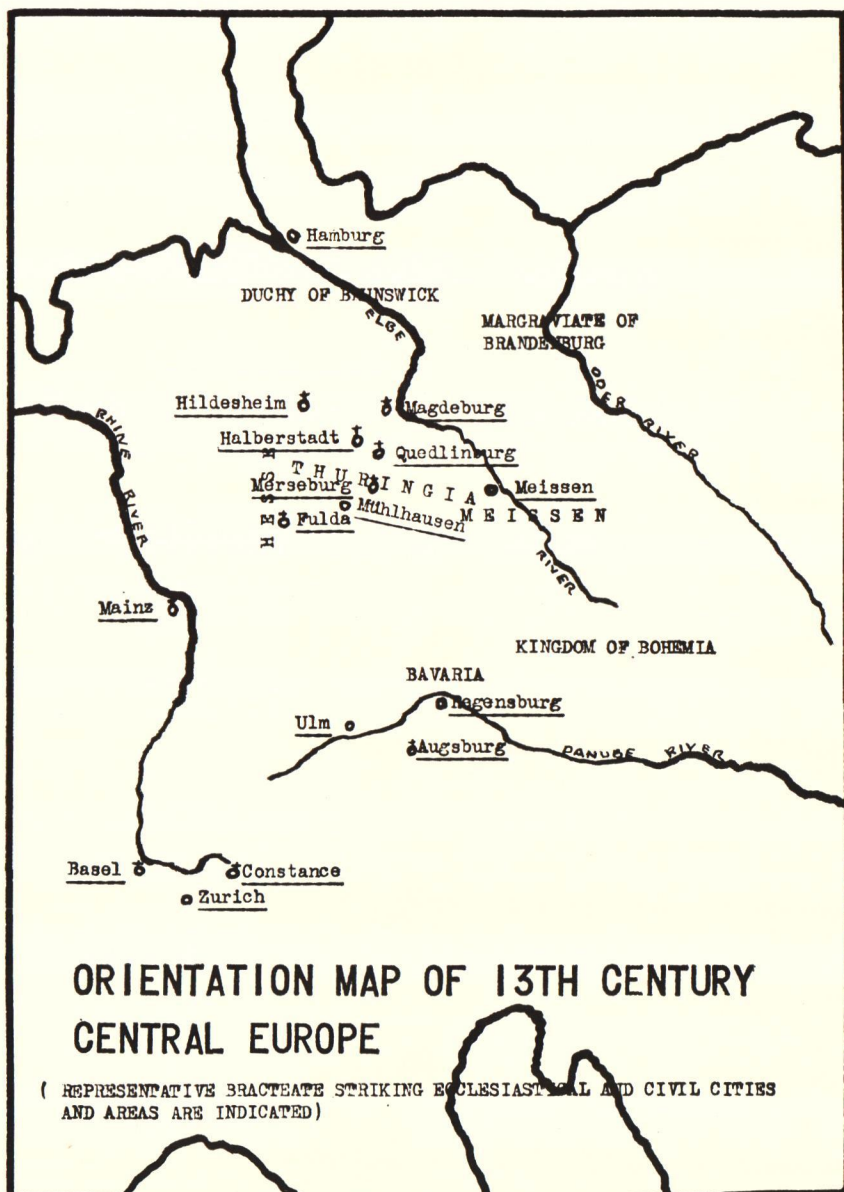 Hamburg
DUCHY OF BRUNSWICK
ELBE
MARGRAVIATE OF
BRANDENBURG
ODER RIVER
Hildesheim
Magdeburg
RHINE
RIVER
Halberstadt
Quedlinburg
HESSE
THURINGIA
Merseburg
Meissen
Mühlhausen
MEISSEN
Fulda
RIVER
Mainz
KINGDOM OF BOHEMIA
BAVARIA
Regensburg
Ulm
Augsburg
DANUBE RIVER
Basel
Constance
Zurich
ORIENTATION MAP OF 13TH CENTURY
CENTRAL EUROPE
( REPRESENTATIVE BRACTEATE STRIKING ECCLESIASTICAL AND CIVIL CITIES
AND AREAS ARE INDICATED)